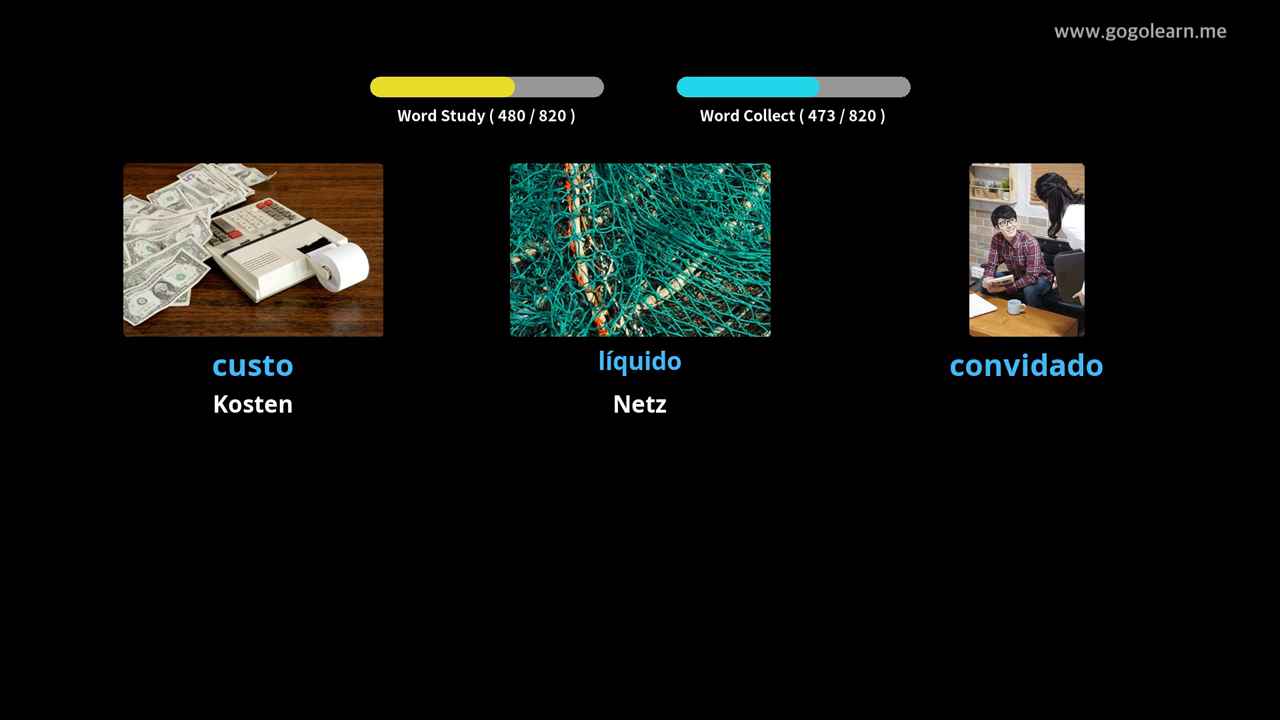 www.gogolearn.me
Word Study ( 480 / 820 )
Word Collect ( 473 / 820 )
custo
Kosten
líquido
Netz
convidado